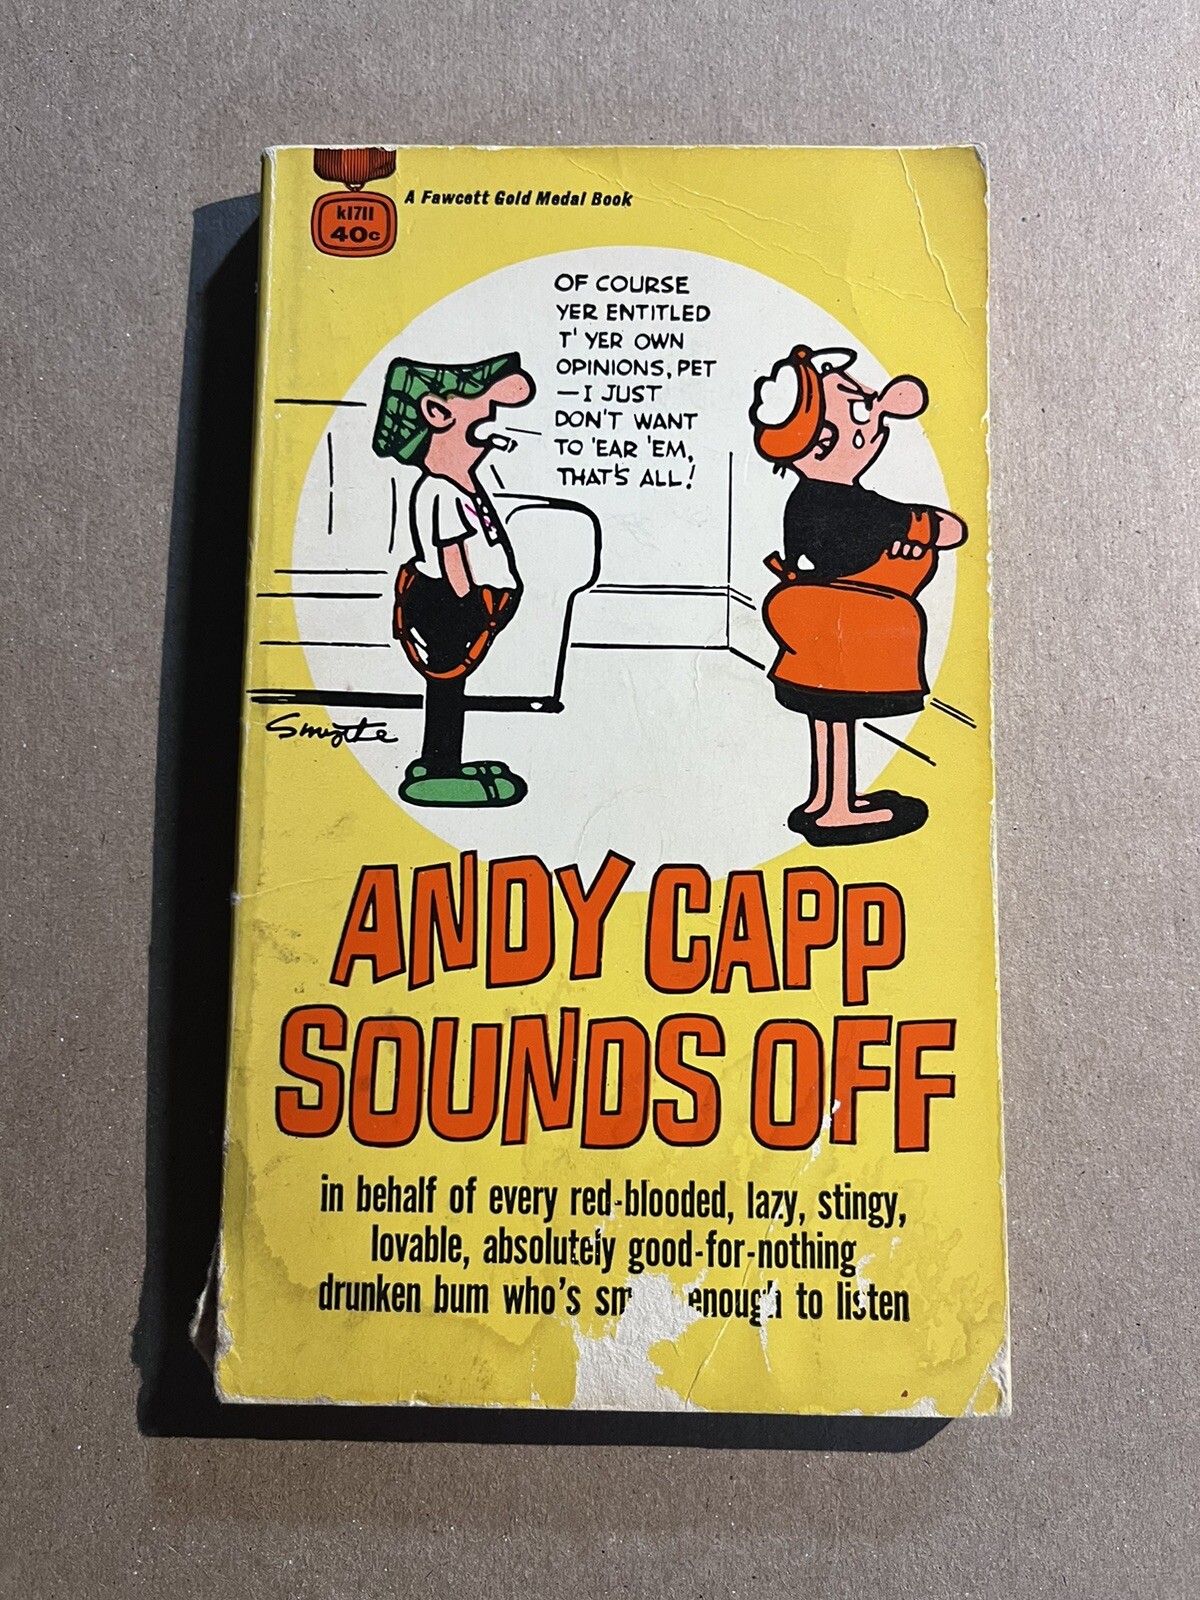 k1711
40c
A Fawcett Gold Medal Book
OF COURSE
YER ENTITLED
T' YER OWN
OPINIONS, PET
—I JUST
DON'T WANT
TO 'EAR 'EM,
THAT'S ALL!
Smythe
ANDY CAPP
SOUNDS OFF
in behalf of every red-blooded, lazy, stingy,
lovable, absolutely good-for-nothing
drunken bum who's enough to listen